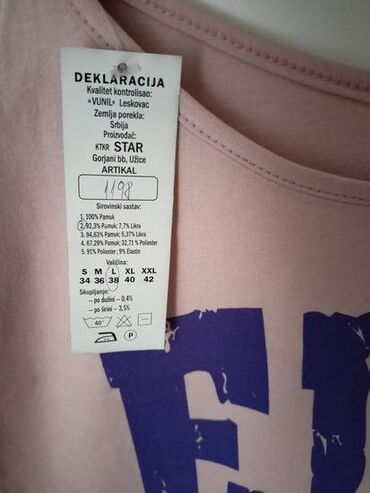 DEKLARACIJA
Kvalitet kontrolisao:
»VUNIL« Leskovac
Zemlja porekla:
Srbija
Proizvođač:
KTKR STAR
Gorjani bb, Užice
ARTIKAL
1198
Sirovinski sastav:
1. 100% Pamuk
2. 92,3% Pamuk; 7,7% Likra
3. 94,63% Pamuk; 5,37% Likra
4. 67,29% Pamuk; 32,71 % Poliester
5. 91% Poliester; 9% Elastin
Veličina:
S M L XL XXL
34 36 38 40 42
Skupljanje:
– po dužini – 0,4%
– po širini – 3,5%
40°
P